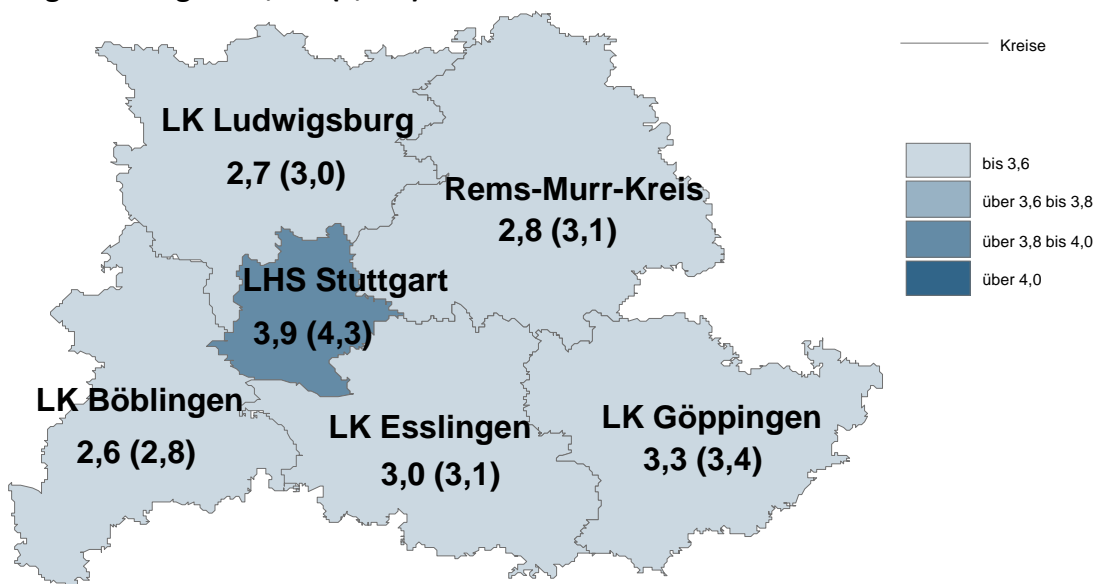 LK Ludwigsburg
2,7 (3,0)
Rems-Murr-Kreis
2,8 (3,1)
LHS Stuttgart
3,9 (4,3)
LK Böblingen
2,6 (2,8)
LK Esslingen
3,0 (3,1)
LK Göppingen
3,3 (3,4)
Kreise
bis 3,6
über 3,6 bis 3,8
über 3,8 bis 4,0
über 4,0